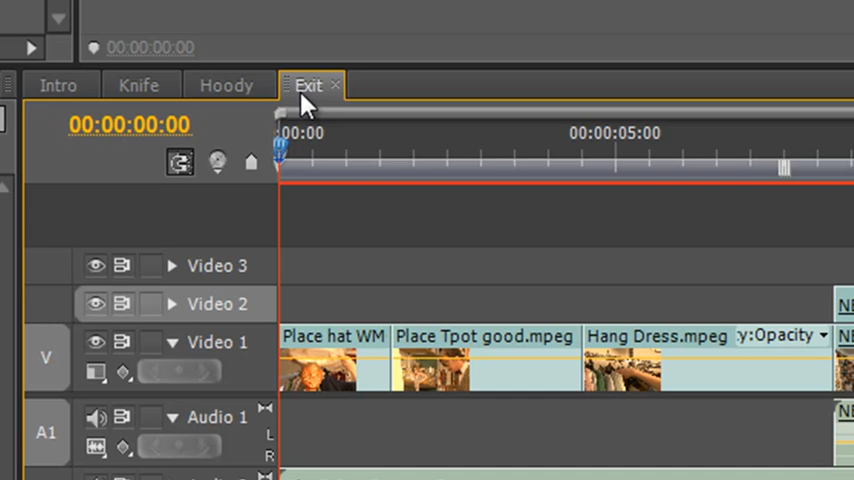 00:00:00:00
Intro Knife Hoody Exit ×
00:00:00:00 00:00 00:00:05:00
Video 3
Video 2
V Video 1 Place hat WM Place Tpot good.mpeg Hang Dress.mpeg y:Opacity
A1 Audio 1
L
R